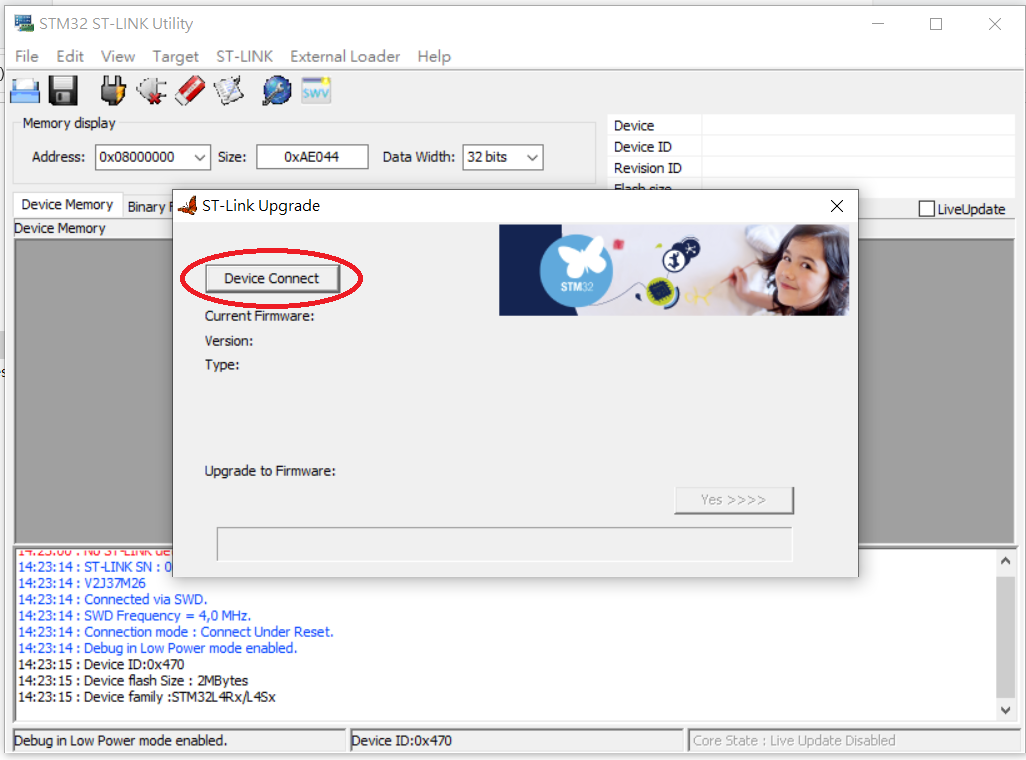 STM32 ST-LINK Utility
File Edit View Target ST-LINK External Loader Help
SWV
Memory display
Address: 0x08000000 Size: 0xAE044 Data Width: 32 bits
Device
Device ID
Revision ID
Flash size
Device Memory Binary
LiveUpdate
Device Memory
ST-Link Upgrade
Device Connect
STM32
Current Firmware:
Version:
Type:
Upgrade to Firmware:
Yes >>>>
14:23:00 : No ST-LINK de
14:23:14 : ST-LINK SN : 0
14:23:14 : V2J37M26
14:23:14 : Connected via SWD.
14:23:14 : SWD Frequency = 4,0 MHz.
14:23:14 : Connection mode : Connect Under Reset.
14:23:14 : Debug in Low Power mode enabled.
14:23:15 : Device ID:0x470
14:23:15 : Device flash Size : 2MBytes
14:23:15 : Device family :STM32L4Rx/L4Sx
Debug in Low Power mode enabled. Device ID:0x470 Core State : Live Update Disabled